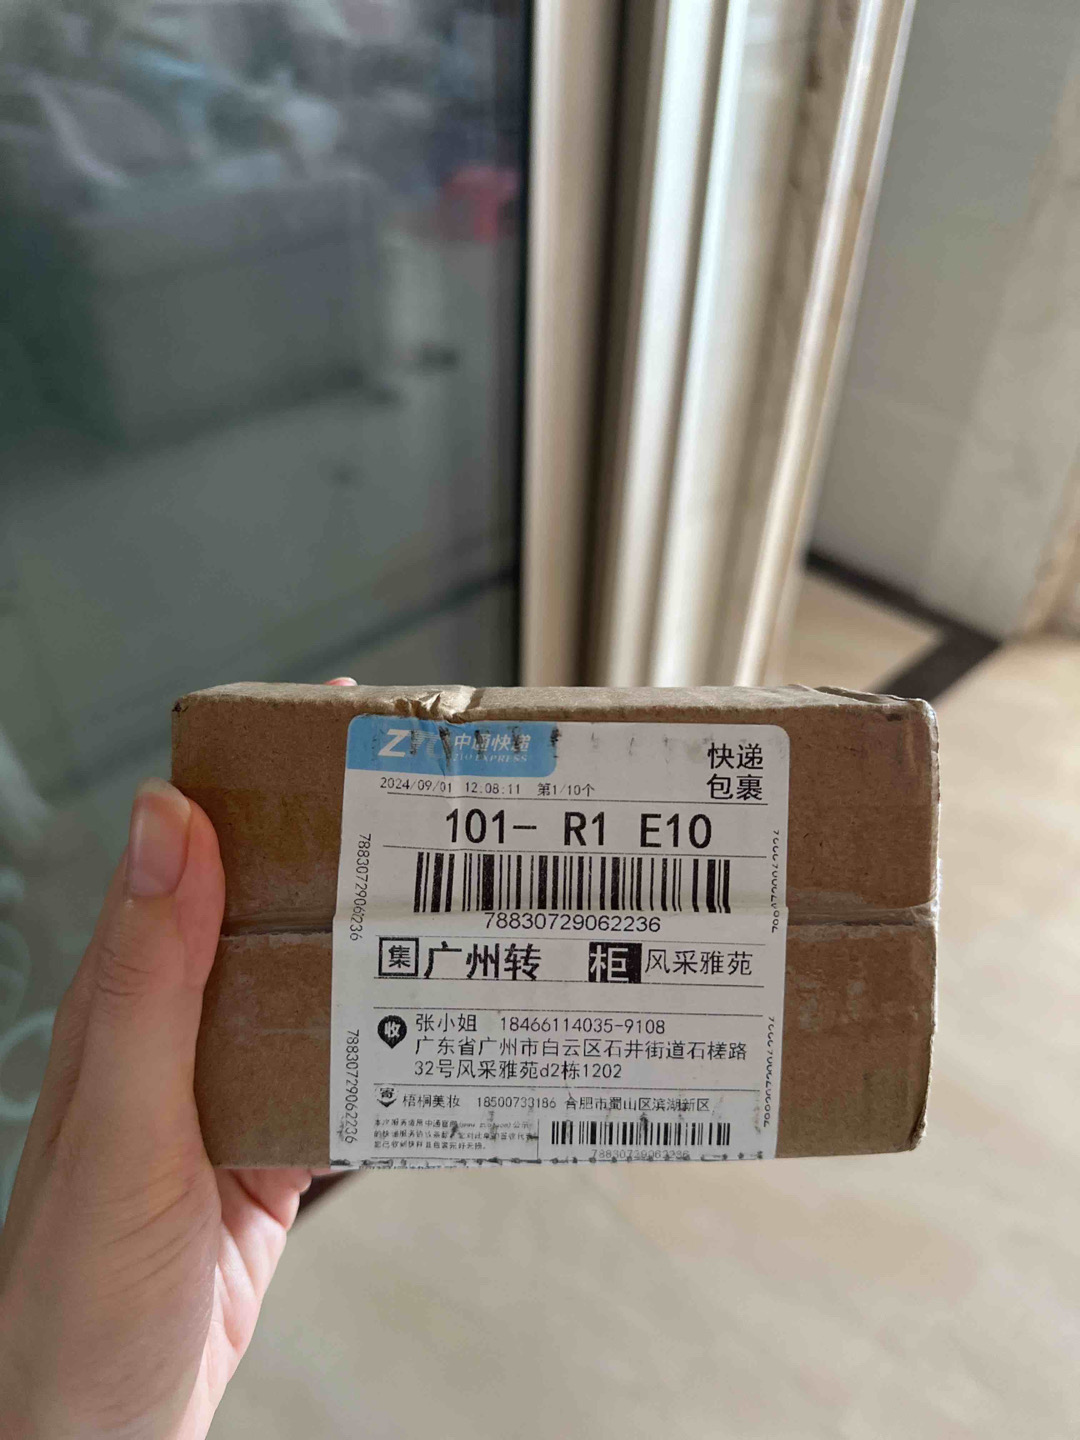 中通快递
ZTO EXPRESS
快递
包裹
2024/09/01 12:08:11 第1/10个
101- R1 E10
78830729062236
78830729062236
集 广州转 柜 风采雅苑
收 张小姐 18466114035-9108
广东省广州市白云区石井街道石槎路
32号风采雅苑d2栋1202
78830729062236
寄 梧桐美妆 18500733186 合肥市蜀山区滨湖新区
78830729062236